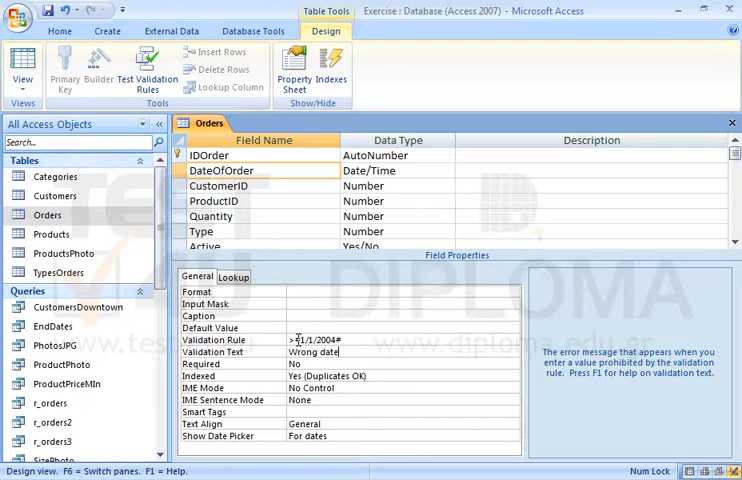 Table Tools
Exercise : Database (Access 2007) - Microsoft Access
Home
Create
External Data
Database Tools
Design
View
Primary Key
Builder
Test Validation Rules
Insert Rows
Delete Rows
Lookup Column
Property Sheet
Indexes
Views
Tools
Show/Hide
All Access Objects
Search...
Tables
Categories
Customers
Orders
Products
ProductsPhoto
TypesOrders
Queries
CustomersDowntown
EndDates
PhotosJPG
ProductPhoto
ProductPriceMIn
r_orders
r_orders2
r_orders3
SizePhoto
Orders
Field Name Data Type Description
IDOrder AutoNumber
DateOfOrder Date/Time
CustomerID Number
ProductID Number
Quantity Number
Type Number
Active Yes/No
Field Properties
General Lookup
Format
Input Mask
Caption
Default Value
Validation Rule >#1/1/2004#
Validation Text Wrong date
Required No
Indexed Yes (Duplicates OK)
IME Mode No Control
IME Sentence Mode None
Smart Tags
Text Align General
Show Date Picker For dates
The error message that appears when you enter a value prohibited by the validation rule. Press F1 for help on validation text.
TEST
4U
DIPLOMA
www.diploma.edu.gr
Design view. F6 = Switch panes. F1 = Help.
Num Lock